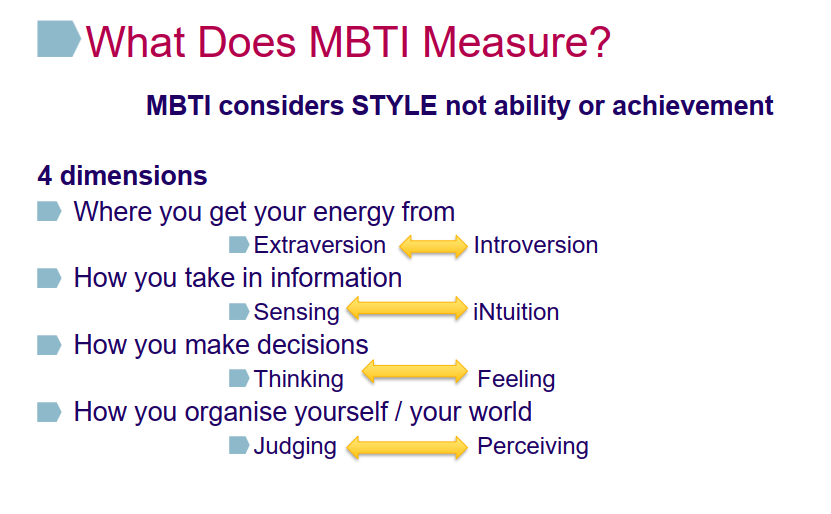 What Does MBTI Measure?
MBTI considers STYLE not ability or achievement
4 dimensions
Where you get your energy from
Extraversion Introversion
How you take in information
Sensing iNtuition
How you make decisions
Thinking Feeling
How you organise yourself / your world
Judging Perceiving